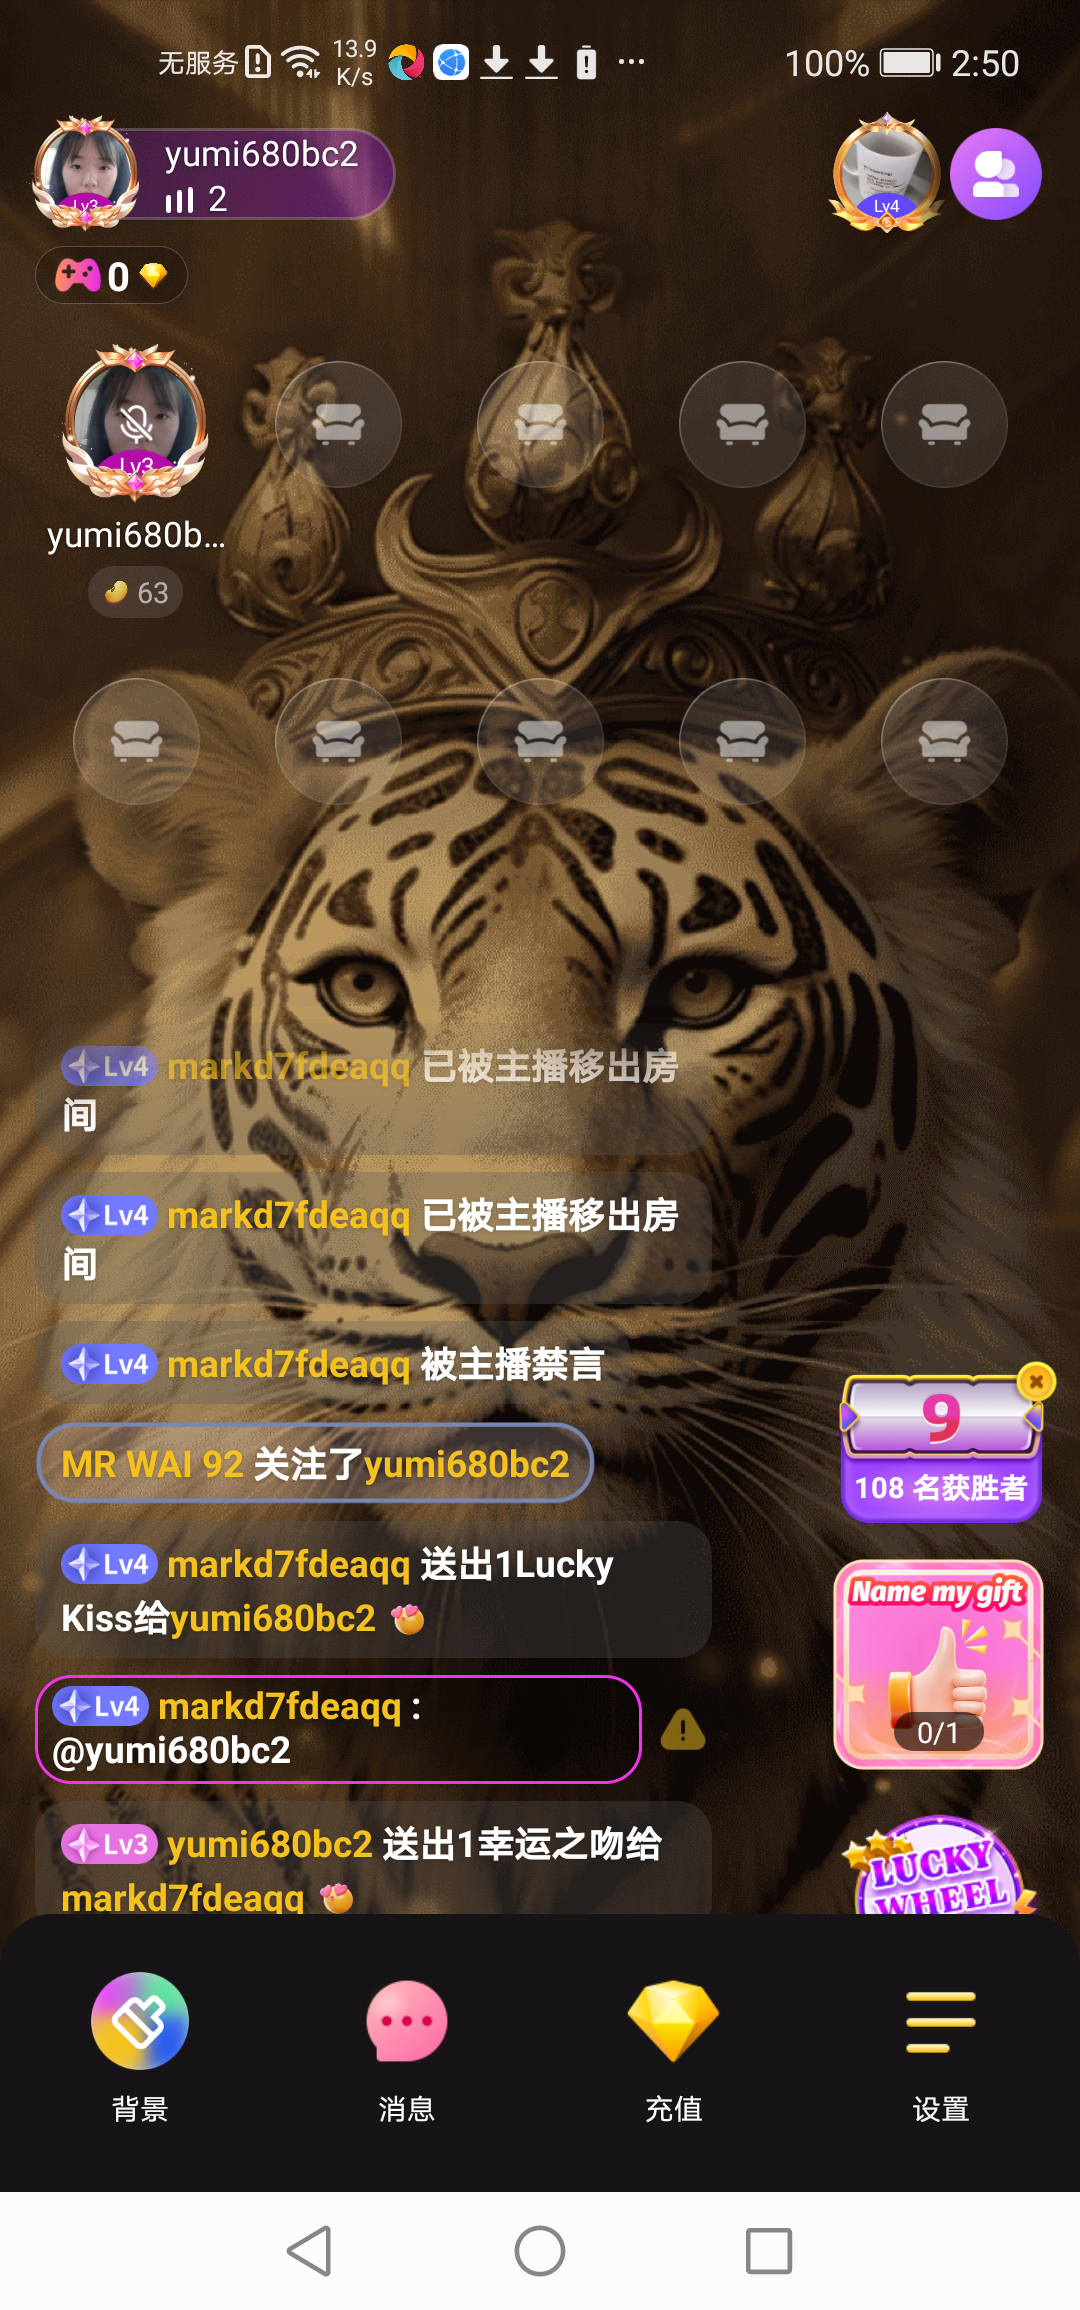 无服务
13.9
K/s
100%
2:50
yumi680bc2
2
Lv3
Lv4
0
Lv3
yumi680b...
63
Lv4 markd7fdeaqq 已被主播移出房
间
Lv4 markd7fdeaqq 已被主播移出房
间
Lv4 markd7fdeaqq 被主播禁言
MR WAI 92 关注了yumi680bc2
9
108 名获胜者
Lv4 markd7fdeaqq 送出1Lucky
Kiss给yumi680bc2
Name my gift
0/1
Lv4 markd7fdeaqq :
@yumi680bc2
Lv3 yumi680bc2 送出1幸运之吻给
markd7fdeaqq
LUCKY
WHEEL
背景
消息
充值
设置